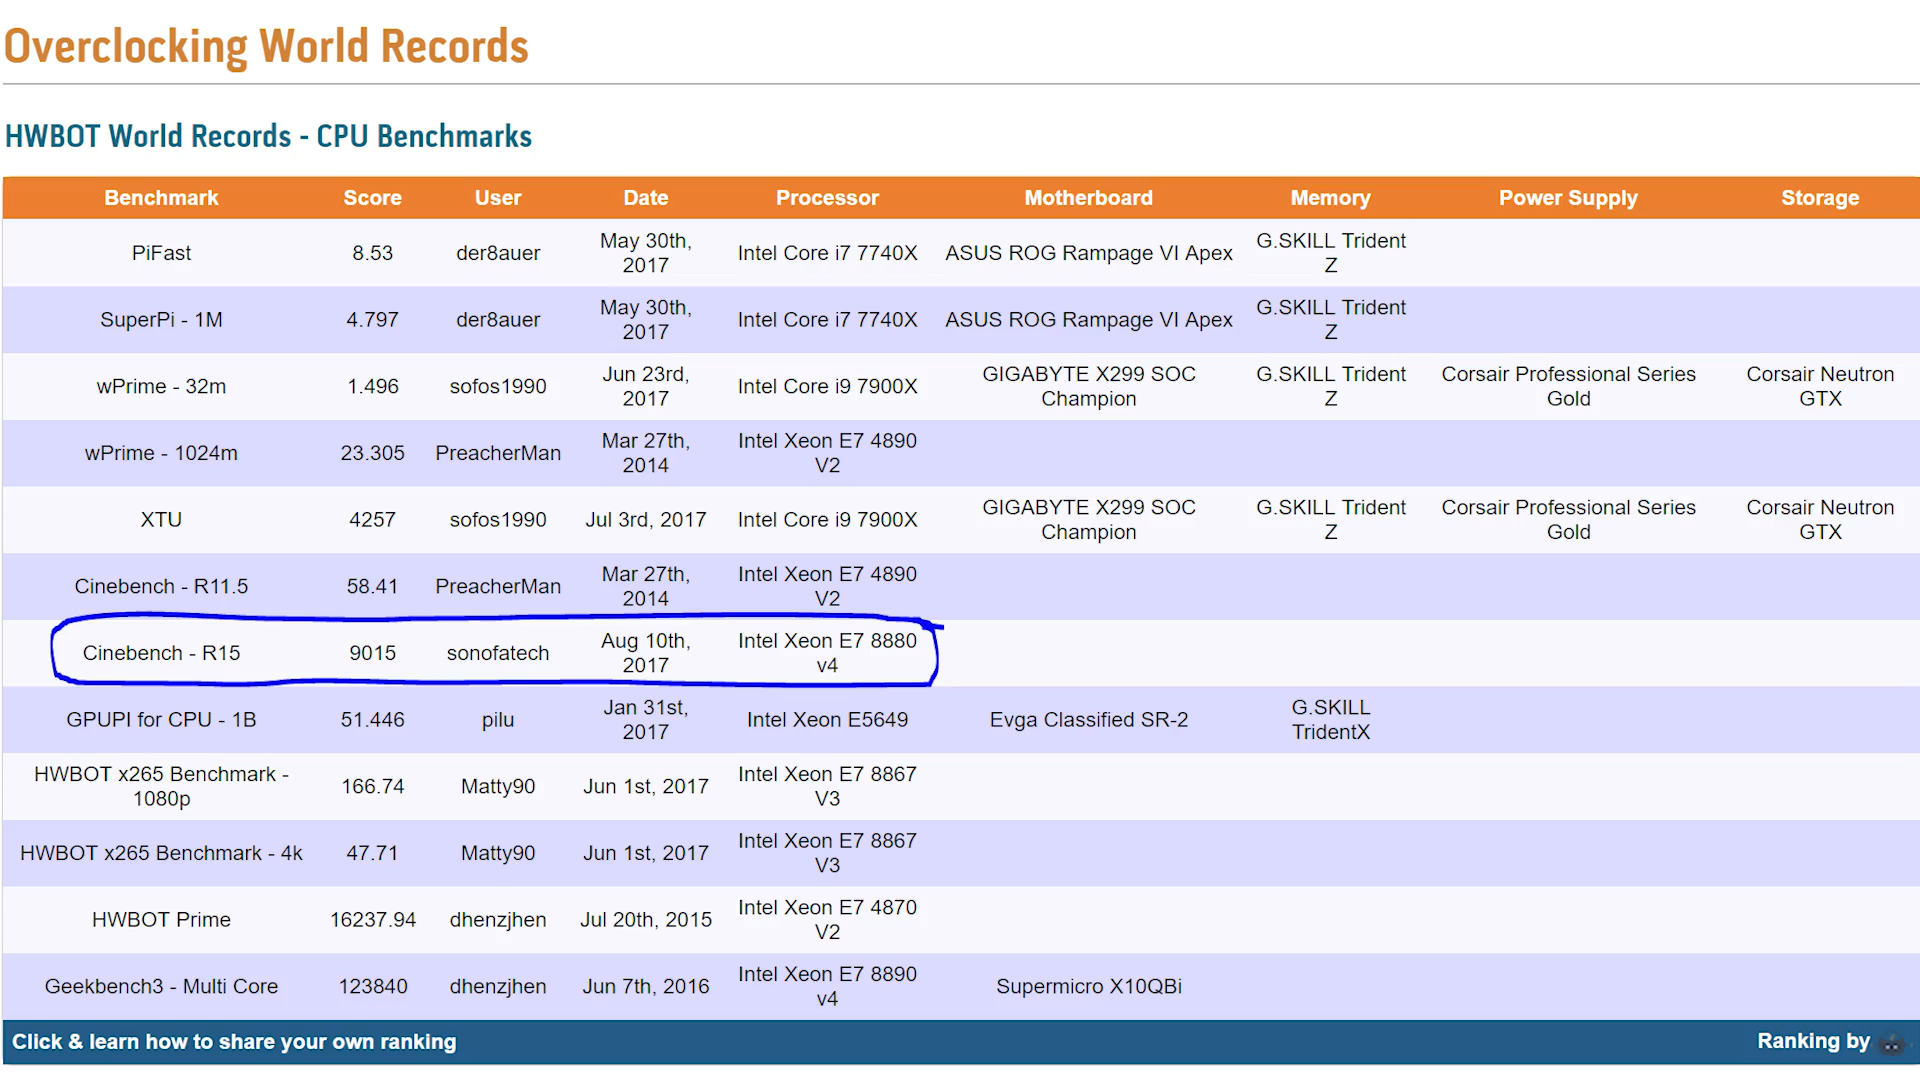 Overclocking World Records
HWBOT World Records - CPU Benchmarks
Benchmark Score User Date Processor Motherboard Memory Power Supply Storage
PiFast 8.53 der8auer May 30th, 2017 Intel Core i7 7740X ASUS ROG Rampage VI Apex G.SKILL Trident Z
SuperPi - 1M 4.797 der8auer May 30th, 2017 Intel Core i7 7740X ASUS ROG Rampage VI Apex G.SKILL Trident Z
wPrime - 32m 1.496 sofos1990 Jun 23rd, 2017 Intel Core i9 7900X GIGABYTE X299 SOC Champion G.SKILL Trident Z Corsair Professional Series Gold Corsair Neutron GTX
wPrime - 1024m 23.305 PreacherMan Mar 27th, 2014 Intel Xeon E7 4890 V2
XTU 4257 sofos1990 Jul 3rd, 2017 Intel Core i9 7900X GIGABYTE X299 SOC Champion G.SKILL Trident Z Corsair Professional Series Gold Corsair Neutron GTX
Cinebench - R11.5 58.41 PreacherMan Mar 27th, 2014 Intel Xeon E7 4890 V2
Cinebench - R15 9015 sonofatech Aug 10th, 2017 Intel Xeon E7 8880 v4
GPUPI for CPU - 1B 51.446 pilu Jan 31st, 2017 Intel Xeon E5649 Evga Classified SR-2 G.SKILL TridentX
HWBOT x265 Benchmark - 1080p 166.74 Matty90 Jun 1st, 2017 Intel Xeon E7 8867 V3
HWBOT x265 Benchmark - 4k 47.71 Matty90 Jun 1st, 2017 Intel Xeon E7 8867 V3
HWBOT Prime 16237.94 dhenzjhen Jul 20th, 2015 Intel Xeon E7 4870 V2
Geekbench3 - Multi Core 123840 dhenzjhen Jun 7th, 2016 Intel Xeon E7 8890 v4 Supermicro X10QBi
Click & learn how to share your own ranking Ranking by